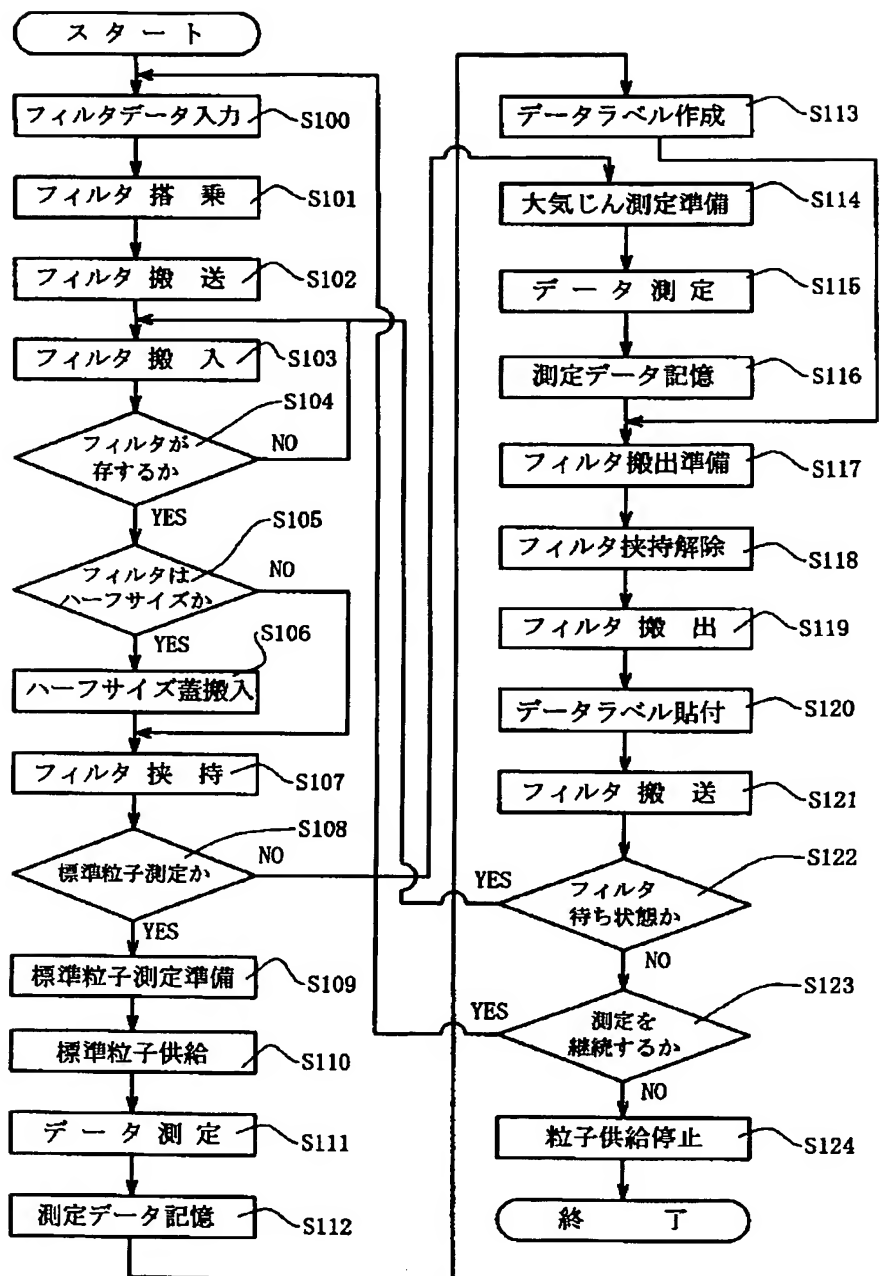 スタート
フィルタデータ入力
S100
フィルタ 搭 乗
S101
フィルタ 搬 送
S102
フィルタ 搬 入
S103
フィルタが
存するか
S104
NO
YES
フィルタは
ハーフサイズか
S105
NO
YES
ハーフサイズ蓋搬入
S106
フィルタ 挟 持
S107
標準粒子測定か
S108
NO
YES
標準粒子測定準備
S109
標準粒子供給
S110
データ 測 定
S111
測定データ記憶
S112
データラベル作成
S113
大気じん測定準備
S114
データ 測 定
S115
測定データ記憶
S116
フィルタ搬出準備
S117
フィルタ挟持解除
S118
フィルタ 搬 出
S119
データラベル貼付
S120
フィルタ 搬 送
S121
フィルタ
待ち状態か
S122
YES
NO
測定を
継続するか
S123
YES
NO
粒子供給停止
S124
終 了